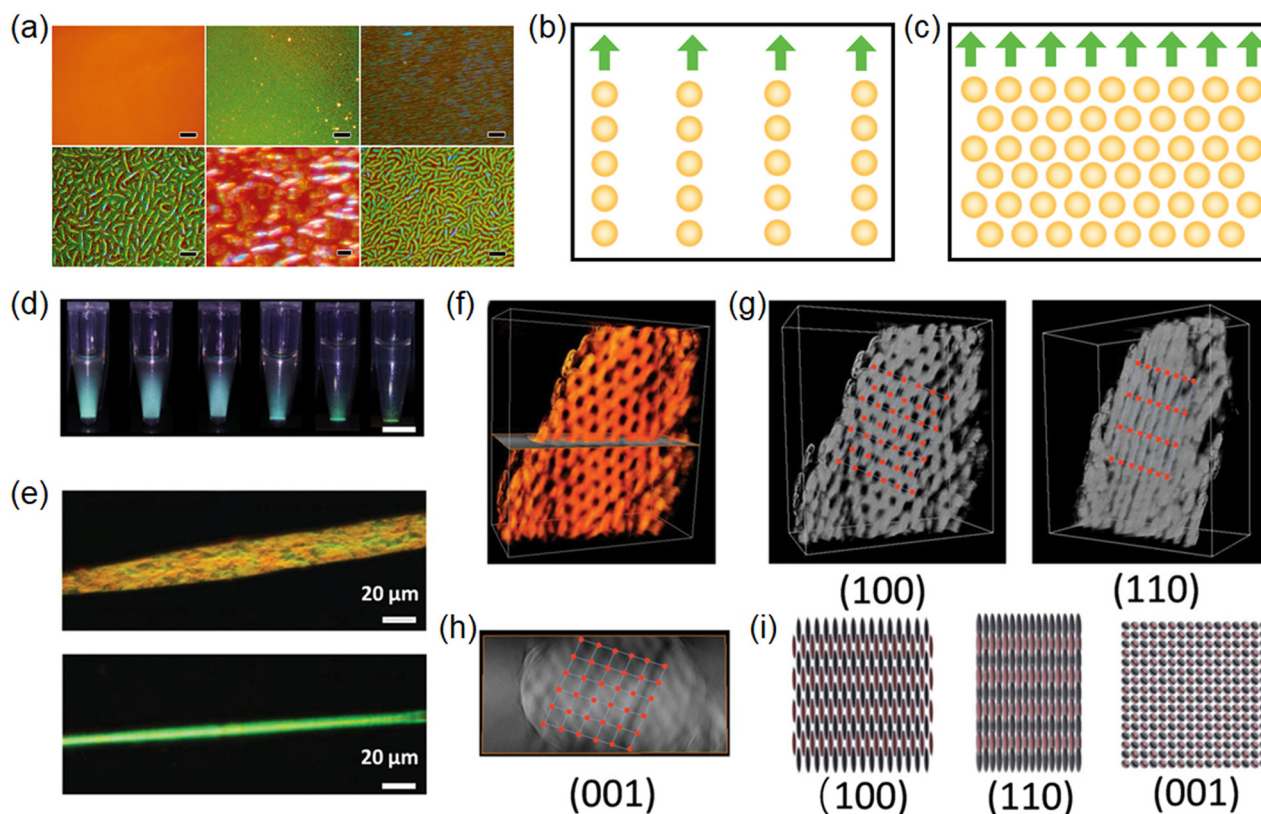 (a)
(b)
(c)
(d)
(e)
20 µm
20 µm
(f)
(g)
(100)
(110)
(h)
(001)
(i)
(100)
(110)
(001)